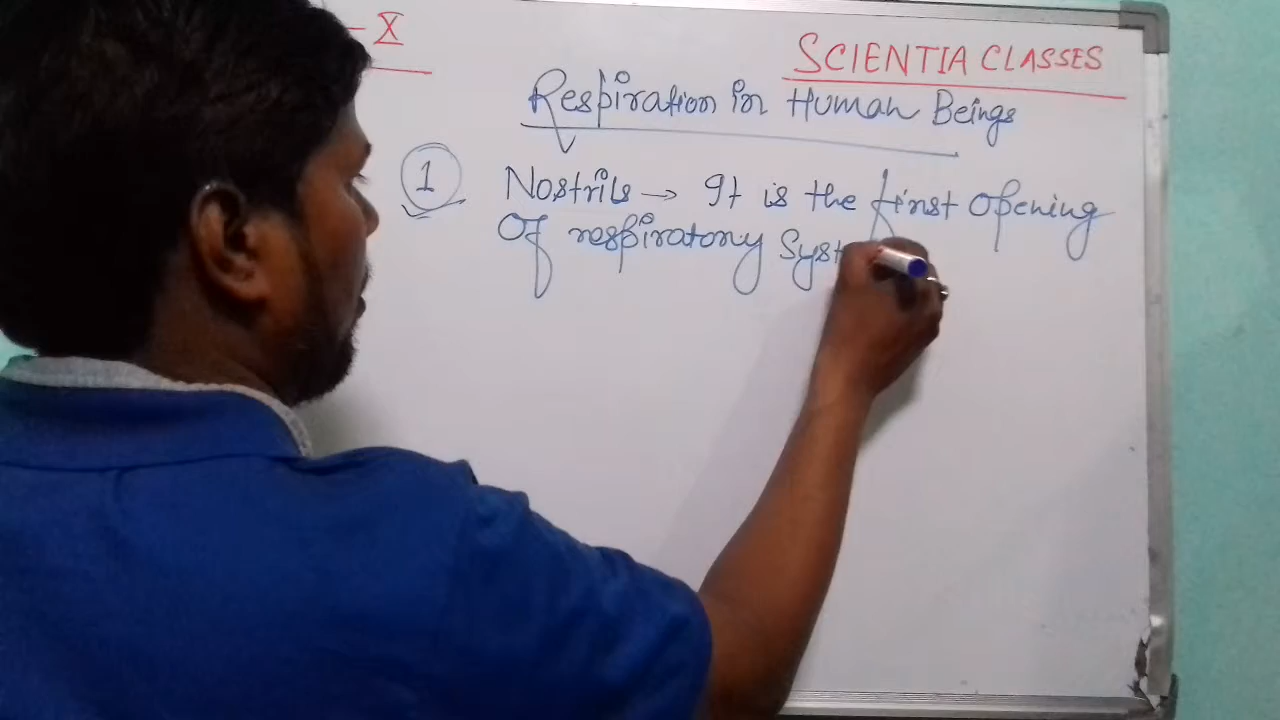 - X
SCIENTIA CLASSES
Respiration in Human Beings
1 Nostrils → It is the first opening
Of respiratory Syst